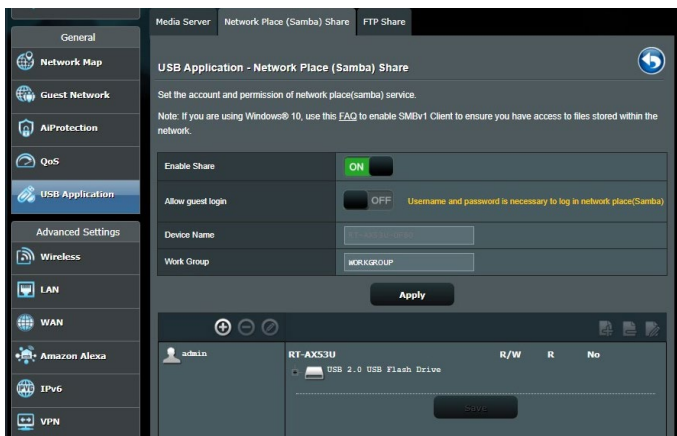 Media Server
Network Place (Samba) Share
FTP Share
General
Network Map
Guest Network
AiProtection
QoS
USB Application
Advanced Settings
Wireless
LAN
WAN
Amazon Alexa
IPv6
VPN
USB Application - Network Place (Samba) Share
Set the account and permission of network place(samba) service.
Note: If you are using Windows® 10, use this FAQ to enable SMBv1 Client to ensure you have access to files stored within the
network.
Enable Share
ON
Allow guest login
OFF
Username and password is necessary to log in network place(Samba)
Device Name
Work Group
WORKGROUP
Apply
admin
RT-AX53U
R/W
R
No
USB 2.0 USB Flash Drive
Save